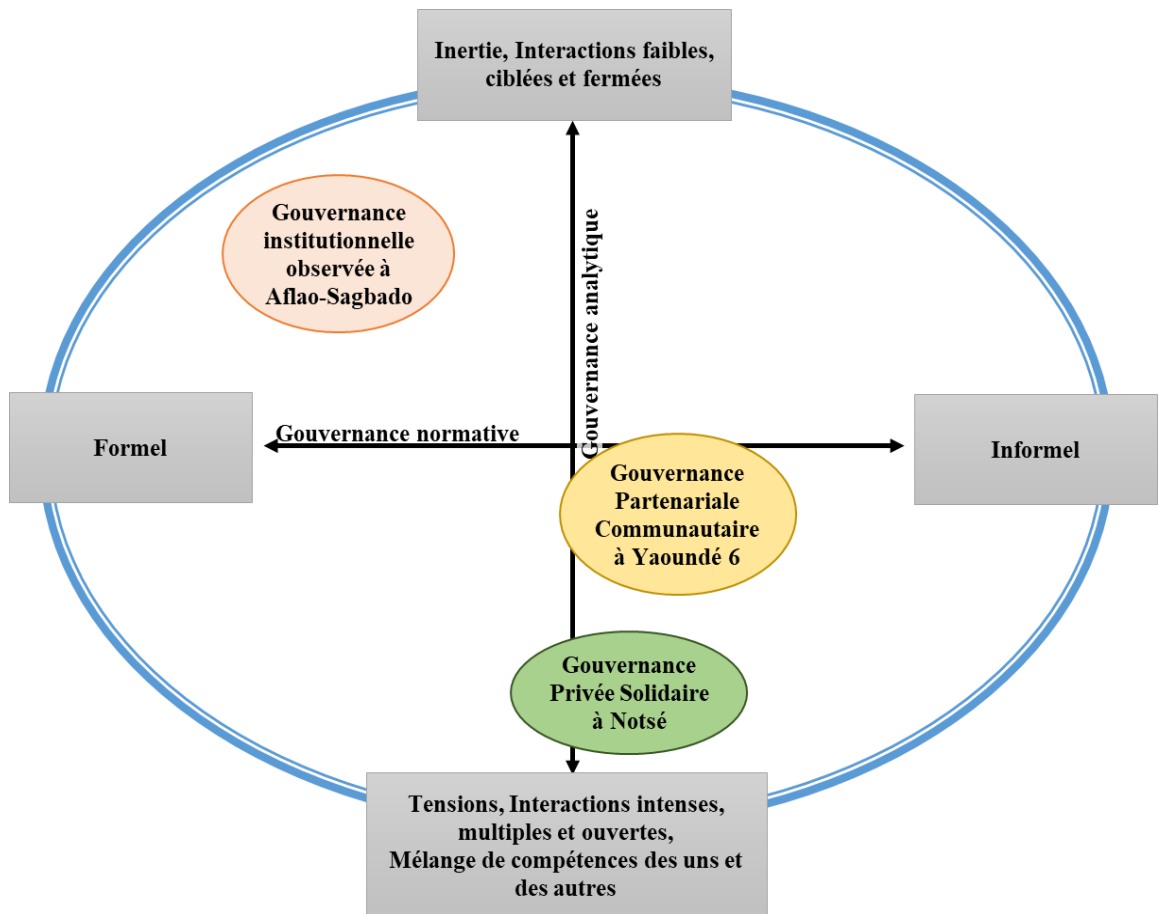 Inertie, Interactions faibles,
ciblées et fermées
Gouvernance
institutionnelle
observée à
Aflao-Sagbado
Gouvernance analytique
Formel
Gouvernance normative
Informel
Gouvernance
Partenariale
Communautaire
à Yaoundé 6
Gouvernance
Privée Solidaire
à Notsé
Tensions, Interactions intenses,
multiples et ouvertes,
Mélange de compétences des uns et
des autres